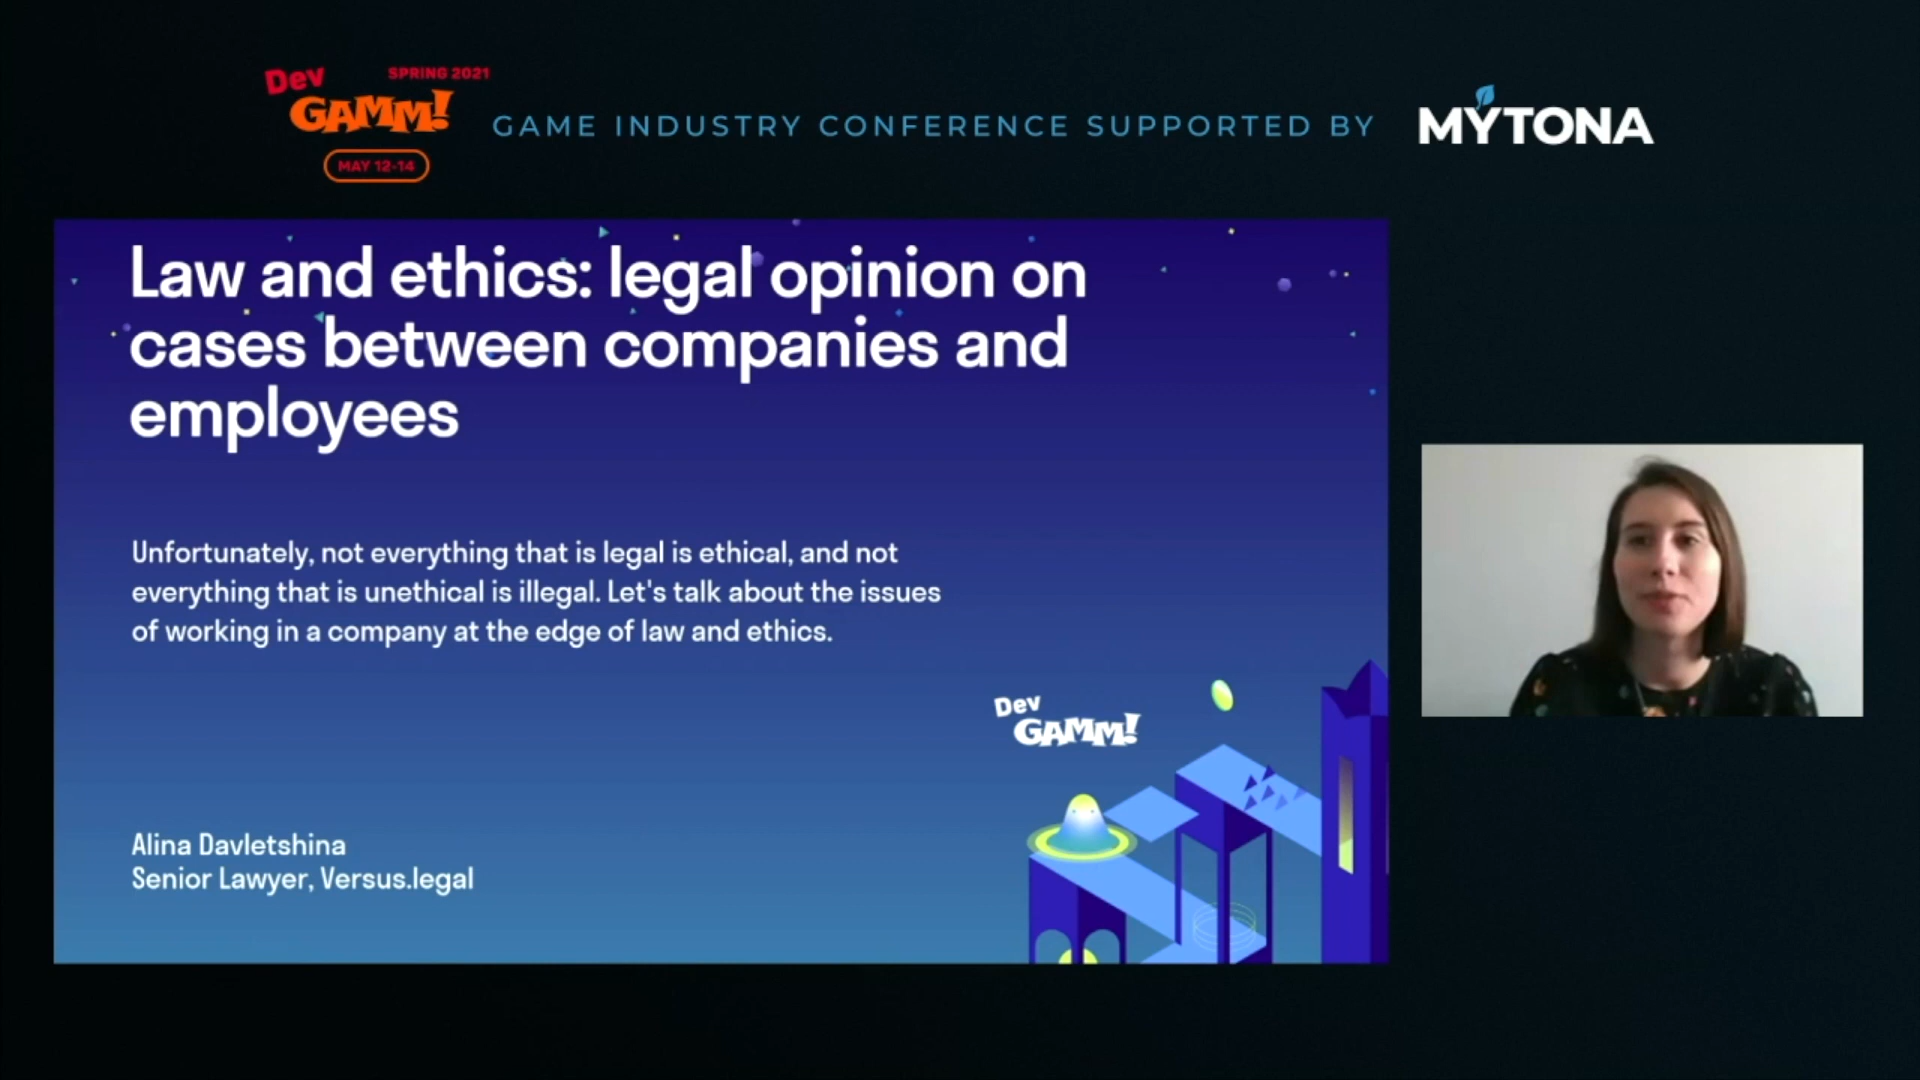 Dev
SPRING 2021
GAMM!
MAY 12-14
GAME INDUSTRY CONFERENCE SUPPORTED BY
MYTONA
Law and ethics: legal opinion on
cases between companies and
employees
Unfortunately, not everything that is legal is ethical, and not
everything that is unethical is illegal. Let's talk about the issues
of working in a company at the edge of law and ethics.
Dev
GAMM!
Alina Davletshina
Senior Lawyer, Versus.legal